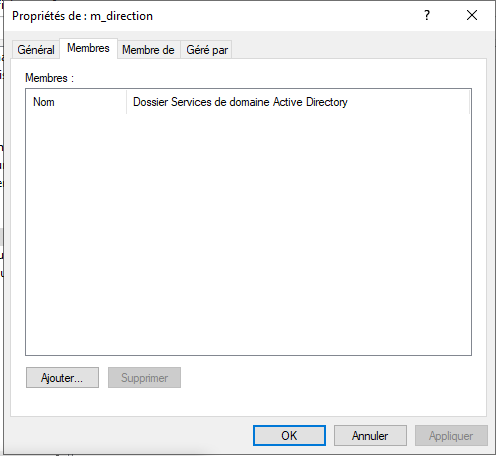 Propriétés de : m_direction
?
Général Membres Membre de Géré par
Membres :
Nom Dossier Services de domaine Active Directory
Ajouter... Supprimer
OK Annuler Appliquer